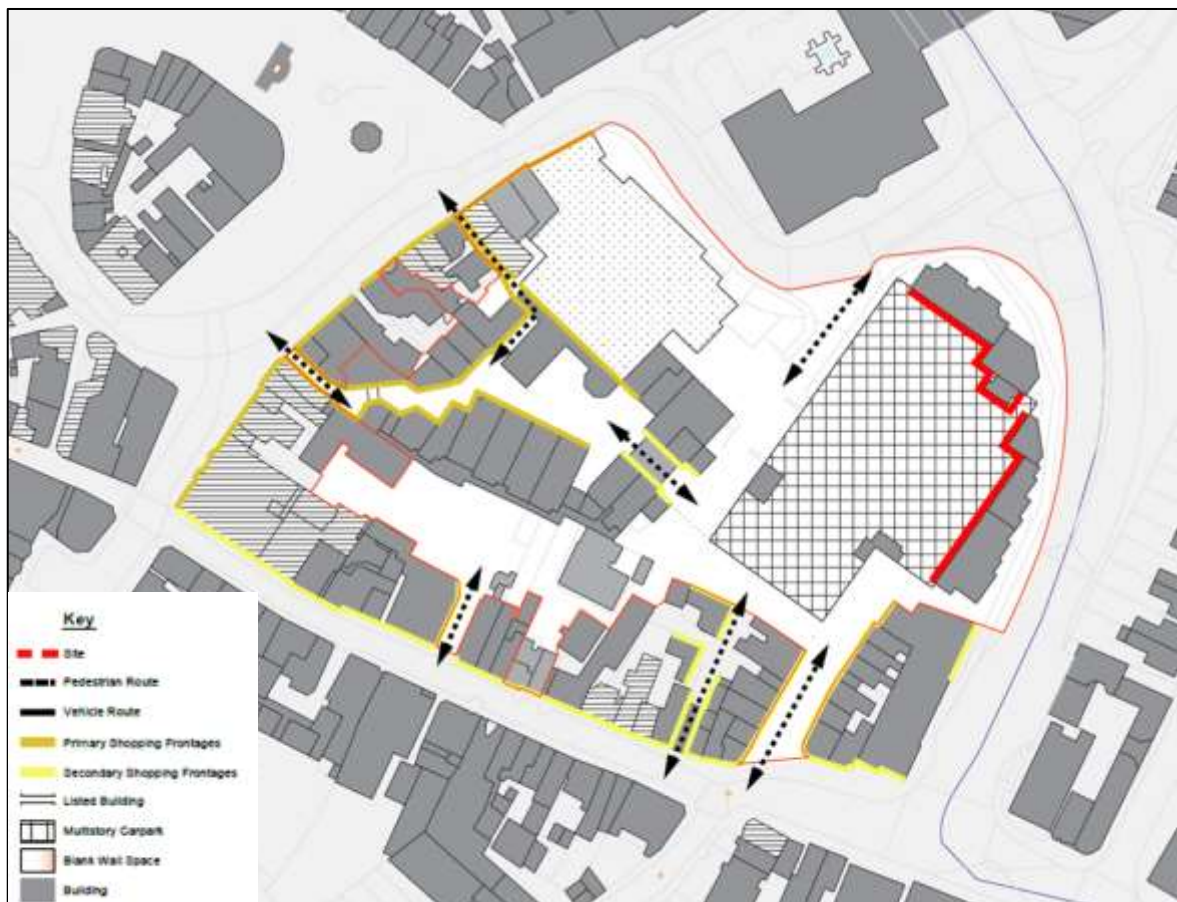 Key
Site
Pedestrian Route
Vehicle Route
Primary Shopping Frontages
Secondary Shopping Frontages
Listed Building
Multistory Carpark
Blank Wall Space
Building